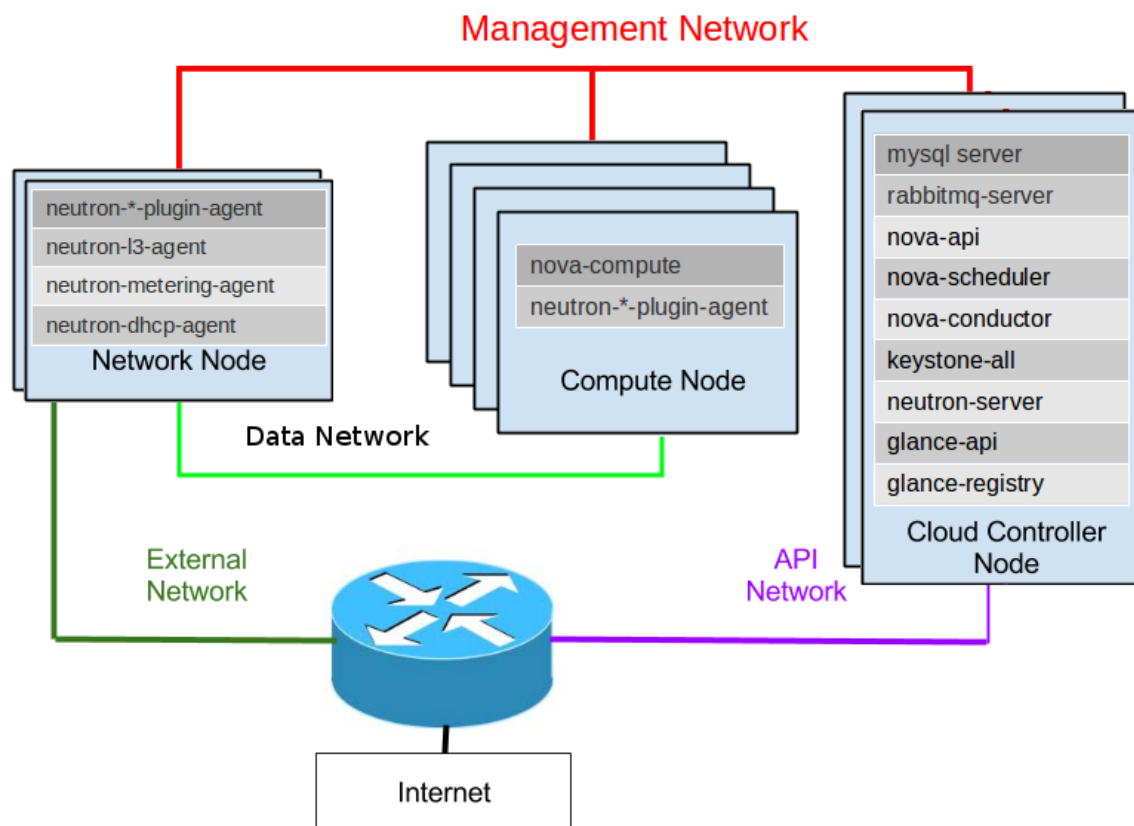 Management Network
neutron-*-plugin-agent
neutron-l3-agent
neutron-metering-agent
neutron-dhcp-agent
Network Node
nova-compute
neutron-*-plugin-agent
Compute Node
mysql server
rabbitmq-server
nova-api
nova-scheduler
nova-conductor
keystone-all
neutron-server
glance-api
glance-registry
Cloud Controller
Node
Data Network
External
Network
API
Network
Internet